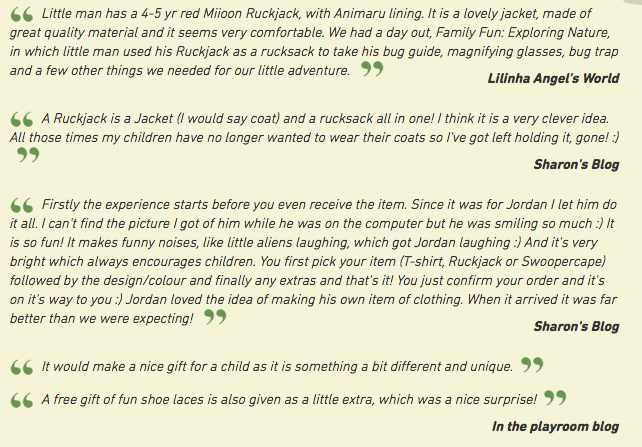 “ Little man has a 4-5 yr red Miioon Ruckjack, with Animaru lining. It is a lovely jacket, made of
great quality material and it seems very comfortable. We had a day out, Family Fun: Exploring Nature,
in which little man used his Ruckjack as a rucksack to take his bug guide, magnifying glasses, bug trap
and a few other things we needed for our little adventure. ”
Lilinha Angel's World
“ A Ruckjack is a Jacket (I would say coat) and a rucksack all in one! I think it is a very clever idea.
All those times my children have no longer wanted to wear their coats so I've got left holding it, gone! :)
”
Sharon's Blog
“ Firstly the experience starts before you even receive the item. Since it was for Jordan I let him do
it all. I can't find the picture I got of him while he was on the computer but he was smiling so much :) It
is so fun! It makes funny noises, like little aliens laughing, which got Jordan laughing :) And it's very
bright which always encourages children. You first pick your item (T-shirt, Ruckjack or Swoopercape)
followed by the design/colour and finally any extras and that's it! You just confirm your order and it's
on it's way to you :) Jordan loved the idea of making his own item of clothing. When it arrived it was far
better than we were expecting! ”
Sharon's Blog
“ It would make a nice gift for a child as it is something a bit different and unique. ”
“ A free gift of fun shoe laces is also given as a little extra, which was a nice surprise! ”
In the playroom blog